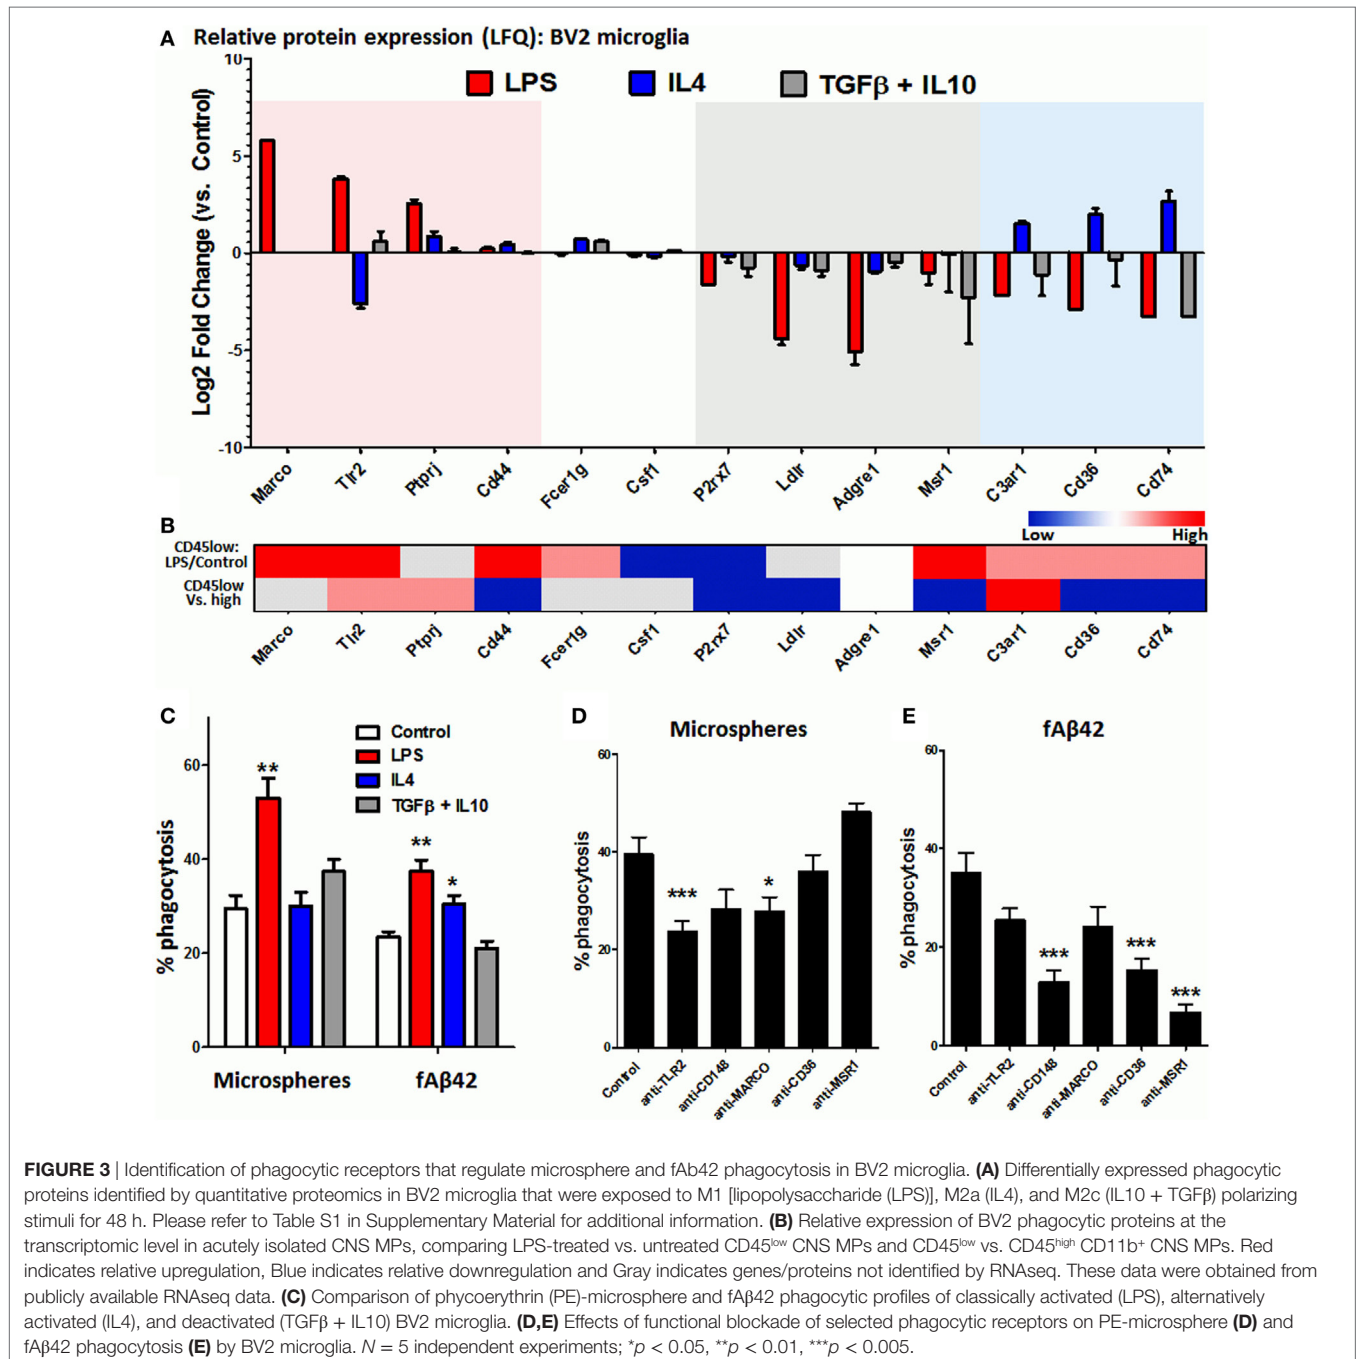 A Relative protein expression (LFQ): BV2 microglia
LPS IL4 TGFβ + IL10
Log2 Fold Change (vs. Control)
10
5
0
-5
-10
Marco Tlr2 Ptprj Cd44 Fcer1g Csf1 P2rx7 Ldlr Adgre1 Msr1 C3ar1 Cd36 Cd74
B
Low High
CD45low:
LPS/Control
CD45low
Vs. high
Marco Tlr2 Ptprj Cd44 Fcer1g Csf1 P2rx7 Ldlr Adgre1 Msr1 C3ar1 Cd36 Cd74
C
Control
LPS
IL4
TGFβ + IL10
% phagocytosis
60
40
20
0
** ** *
Microspheres fAβ42
D Microspheres
% phagocytosis
60
40
20
0
*** *
Control anti-TLR2 anti-CD148 anti-MARCO anti-CD36 anti-MSR1
E fAβ42
% phagocytosis
60
40
20
0
*** *** ***
Control anti-TLR2 anti-CD148 anti-MARCO anti-CD36 anti-MSR1
FIGURE 3 | Identification of phagocytic receptors that regulate microsphere and fAb42 phagocytosis in BV2 microglia. (A) Differentially expressed phagocytic
proteins identified by quantitative proteomics in BV2 microglia that were exposed to M1 [lipopolysaccharide (LPS)], M2a (IL4), and M2c (IL10 + TGFβ) polarizing
stimuli for 48 h. Please refer to Table S1 in Supplementary Material for additional information. (B) Relative expression of BV2 phagocytic proteins at the
transcriptomic level in acutely isolated CNS MPs, comparing LPS-treated vs. untreated CD45low CNS MPs and CD45low vs. CD45high CD11b+ CNS MPs. Red
indicates relative upregulation, Blue indicates relative downregulation and Gray indicates genes/proteins not identified by RNAseq. These data were obtained from
publicly available RNAseq data. (C) Comparison of phycoerythrin (PE)-microsphere and fAβ42 phagocytic profiles of classically activated (LPS), alternatively
activated (IL4), and deactivated (TGFβ + IL10) BV2 microglia. (D,E) Effects of functional blockade of selected phagocytic receptors on PE-microsphere (D) and
fAβ42 phagocytosis (E) by BV2 microglia. N = 5 independent experiments; *p < 0.05, **p < 0.01, ***p < 0.005.